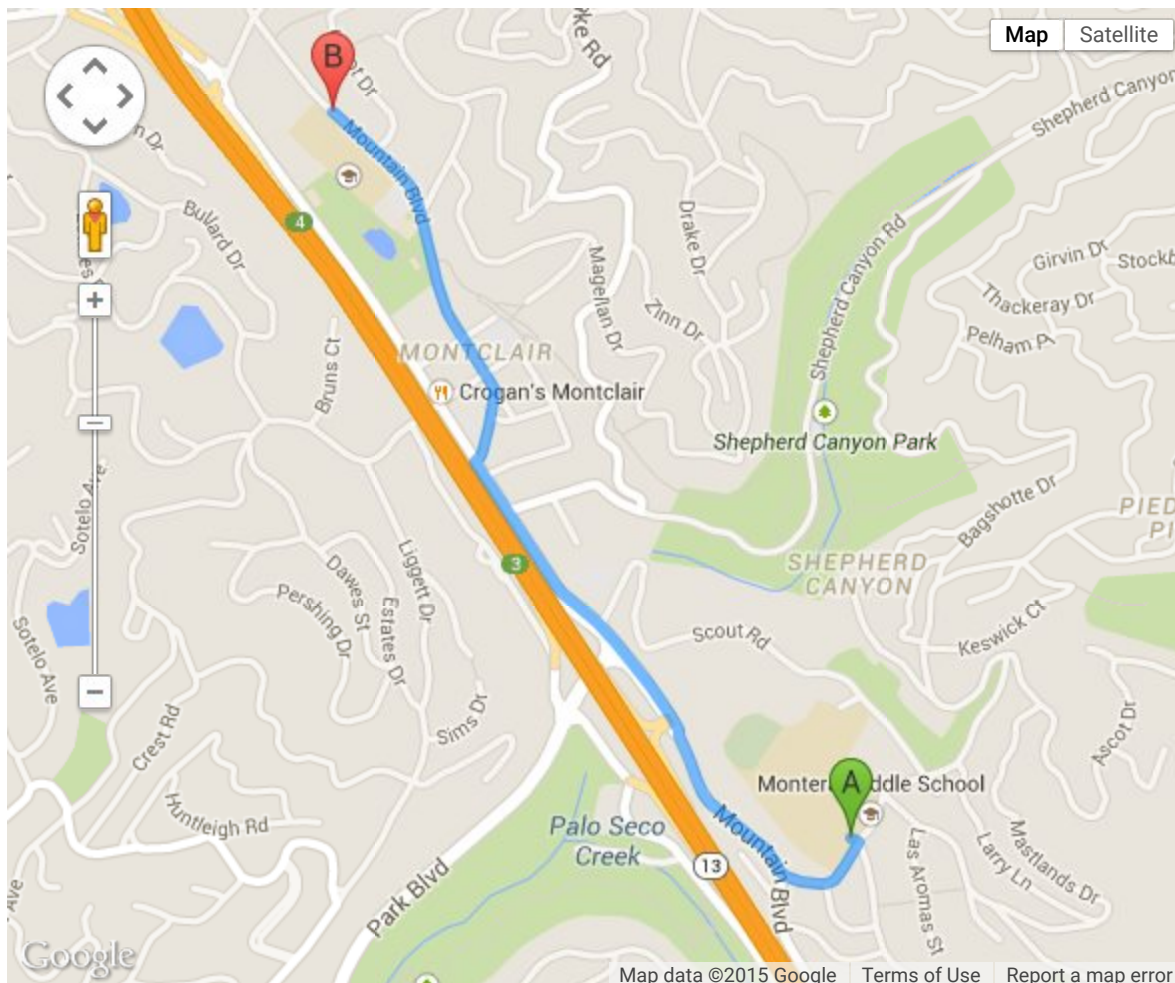 Map
Satellite
B
Mountain Blvd
Drake Dr
Shepherd Canyon
Bullard Dr
4
Shepherd Canyon Rd
Girvin Dr
Magellan Dr
Zinn Dr
Thackeray Dr
Pelham
Bruns Ct
MONTCLAIR
Crogan's Montclair
Shepherd Canyon Park
Sotelo Ave
Bagshotte Dr
3
SHEPHERD
CANYON
Liggett Dr
Dawes St
Estates Dr
Pershing Dr
Keswick Ct
Scout Rd
Sotelo Ave
Crest Rd
Sims Dr
Ascot Dr
A
Middle School
Huntleigh Rd
Palo Seco
Creek
Mountain Blvd
13
Las Aromas St
Larry Ln
Mastlands Dr
Park Blvd
Ave
Google
Map data ©2015 Google
Terms of Use
Report a map error